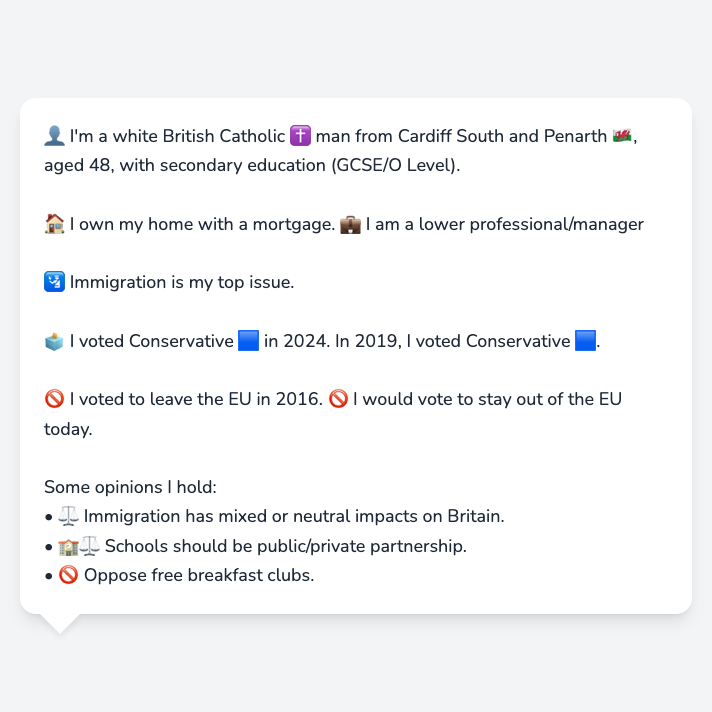 👤 I'm a white British Catholic ✝️ man from Cardiff South and Penarth 🏴󠁧󠁢󠁷󠁬󠁳󠁿,
aged 48, with secondary education (GCSE/O Level).
🏠 I own my home with a mortgage. 💼 I am a lower professional/manager
🛂 Immigration is my top issue.
🗳️ I voted Conservative 🟦 in 2024. In 2019, I voted Conservative 🟦.
🚫 I voted to leave the EU in 2016. 🚫 I would vote to stay out of the EU
today.
Some opinions I hold:
• ⚖️ Immigration has mixed or neutral impacts on Britain.
• 🏫⚖️ Schools should be public/private partnership.
• 🚫 Oppose free breakfast clubs.